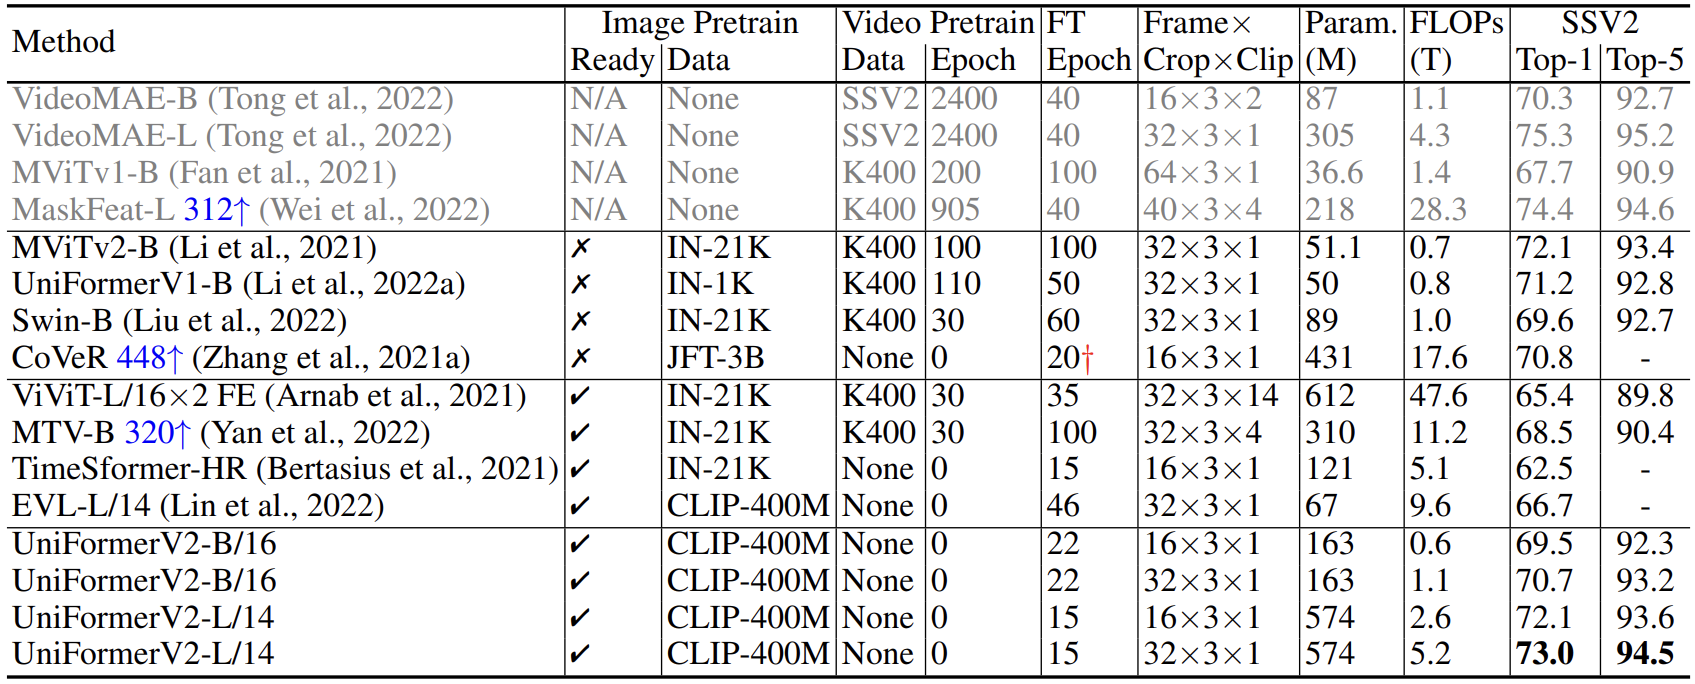 Method Image Pretrain Video Pretrain FT Frame× Param. FLOPs SSV2
Ready Data Data Epoch Epoch Crop×Clip (M) (T) Top-1 Top-5
VideoMAE-B (Tong et al., 2022) N/A None SSV2 2400 40 16×3×2 87 1.1 70.3 92.7
VideoMAE-L (Tong et al., 2022) N/A None SSV2 2400 40 32×3×1 305 4.3 75.3 95.2
MViTv1-B (Fan et al., 2021) N/A None K400 200 100 64×3×1 36.6 1.4 67.7 90.9
MaskFeat-L 312↑ (Wei et al., 2022) N/A None K400 905 40 40×3×4 218 28.3 74.4 94.6
MViTv2-B (Li et al., 2021) ✗ IN-21K K400 100 100 32×3×1 51.1 0.7 72.1 93.4
UniFormerV1-B (Li et al., 2022a) ✗ IN-1K K400 110 50 32×3×1 50 0.8 71.2 92.8
Swin-B (Liu et al., 2022) ✗ IN-21K K400 30 60 32×3×1 89 1.0 69.6 92.7
CoVeR 448↑ (Zhang et al., 2021a) ✗ JFT-3B None 0 20† 16×3×1 431 17.6 70.8 -
ViViT-L/16×2 FE (Arnab et al., 2021) ✓ IN-21K K400 30 35 32×3×14 612 47.6 65.4 89.8
MTV-B 320↑ (Yan et al., 2022) ✓ IN-21K K400 30 100 32×3×4 310 11.2 68.5 90.4
TimeSformer-HR (Bertasius et al., 2021) ✓ IN-21K None 0 15 16×3×1 121 5.1 62.5 -
EVL-L/14 (Lin et al., 2022) ✓ CLIP-400M None 0 46 32×3×1 67 9.6 66.7 -
UniFormerV2-B/16 ✓ CLIP-400M None 0 22 16×3×1 163 0.6 69.5 92.3
UniFormerV2-B/16 ✓ CLIP-400M None 0 22 32×3×1 163 1.1 70.7 93.2
UniFormerV2-L/14 ✓ CLIP-400M None 0 15 16×3×1 574 2.6 72.1 93.6
UniFormerV2-L/14 ✓ CLIP-400M None 0 15 32×3×1 574 5.2 73.0 94.5